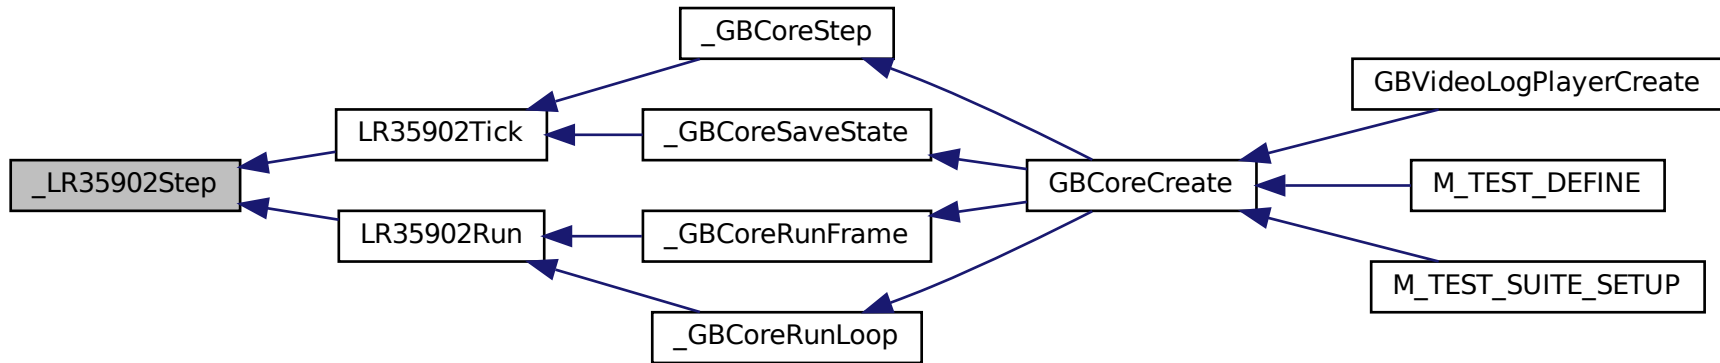 _GBCoreStep
GBVideoLogPlayerCreate
LR35902Tick
_GBCoreSaveState
_LR35902Step
GBCoreCreate
M_TEST_DEFINE
LR35902Run
_GBCoreRunFrame
M_TEST_SUITE_SETUP
_GBCoreRunLoop